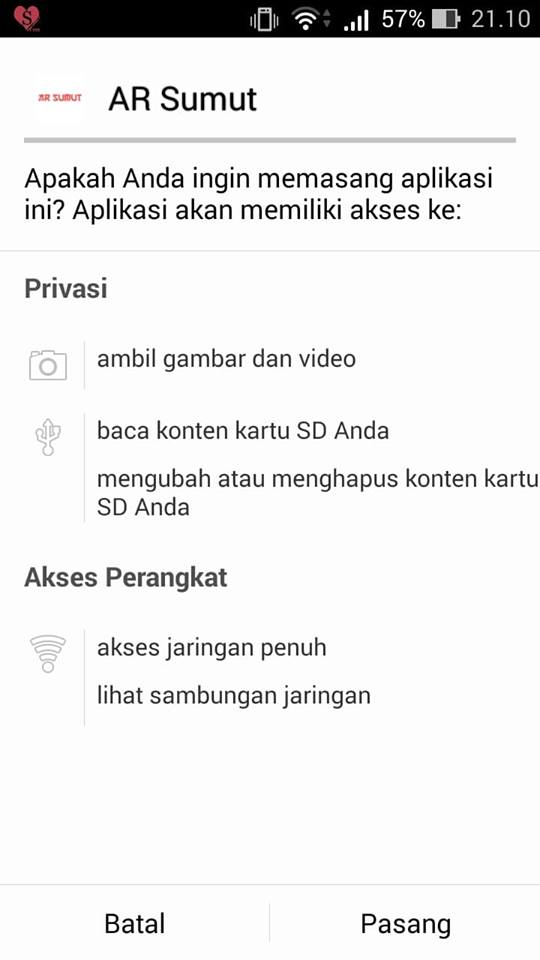 57% 21.10
AR SUMUT AR Sumut
Apakah Anda ingin memasang aplikasi
ini? Aplikasi akan memiliki akses ke:
Privasi
ambil gambar dan video
baca konten kartu SD Anda
mengubah atau menghapus konten kartu
SD Anda
Akses Perangkat
akses jaringan penuh
lihat sambungan jaringan
Batal Pasang